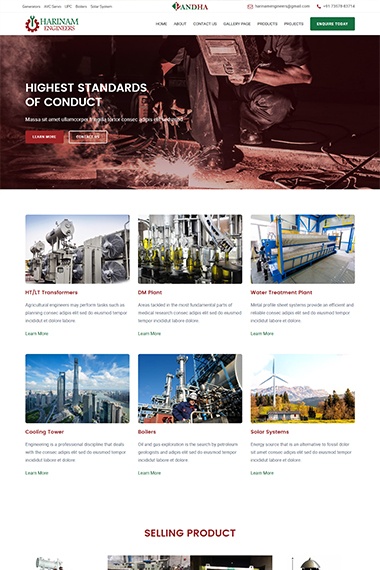 Generators AVC Servo UPC Boilers Solar System
BANDHA
harinamengineers@gmail.com
+91 73578 83718
HARINAM
ENGINEERS
HOME ABOUT CONTACT US GALLERY PAGE PRODUCTS PROJECTS ENQUIRE TODAY
HIGHEST STANDARDS
OF CONDUCT
Massa sit amet ullamcorper
tortor consec adipis elit sed
LEARN MORE
CONTACT US
HT/LT Transformers
Agricultural engineers may perform tasks such as
planning consec adipis elit sed do eiusmod tempor
incididunt et dolore labore
Learn More
DM Plant
Areas tackled in the most fundamental parts of
medical research consec adipis elit sed do eiusmod
tempor incididut labore et dolore
Learn More
Water Treatment Plant
Metal profile sheet systems provide an efficient and
reliable consec adipis elit sed do eiusmod tempor
incididut labore et dolore
Learn More
Cooling Tower
Engineering is a professional discipline that deals
with the consec adipis elit sed do eiusmod tempor
incididut labore et dolore
Learn More
Boilers
Oil and gas exploration is the search by petroleum
geologists and adipis elit sed do eiusmod tempor
incididut labore et dolore
Learn More
Solar Systems
Energy source that is an alternative to fossil dolor
sit amet consec adipis elit sed do eiusmod tempor
incididut labore et dolore
Learn More
SELLING PRODUCT